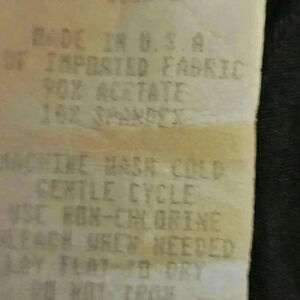 MADE IN U.S.A
OF IMPORTED FABRIC
90% ACETATE
10% SPANDEX
MACHINE WASH COLD
GENTLE CYCLE
USE NON-CHLORINE
BLEACH WHEN NEEDED
LAY FLAT TO DRY
DO NOT IRON